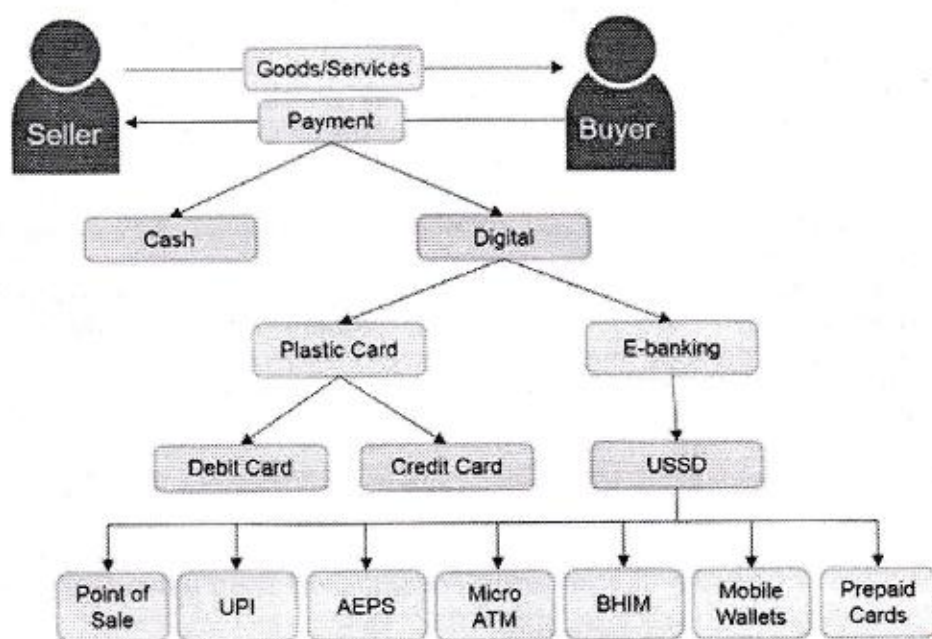 Goods/Services
Payment
Seller
Buyer
Cash
Digital
Plastic Card
E-banking
Debit Card
Credit Card
USSD
Point of
Sale
UPI
AEPS
Micro
ATM
BHIM
Mobile
Wallets
Prepaid
Cards